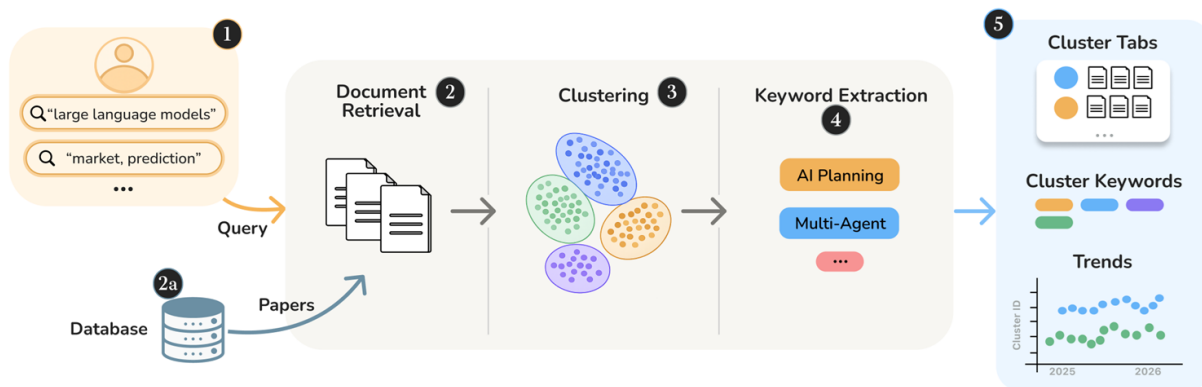 1
“large language models”
“market, prediction”
...
Query
2a
Database
Papers
Document
Retrieval
2
Clustering
3
Keyword Extraction
4
AI Planning
Multi-Agent
...
5
Cluster Tabs
...
Cluster Keywords
Trends
Cluster ID
2025
2026